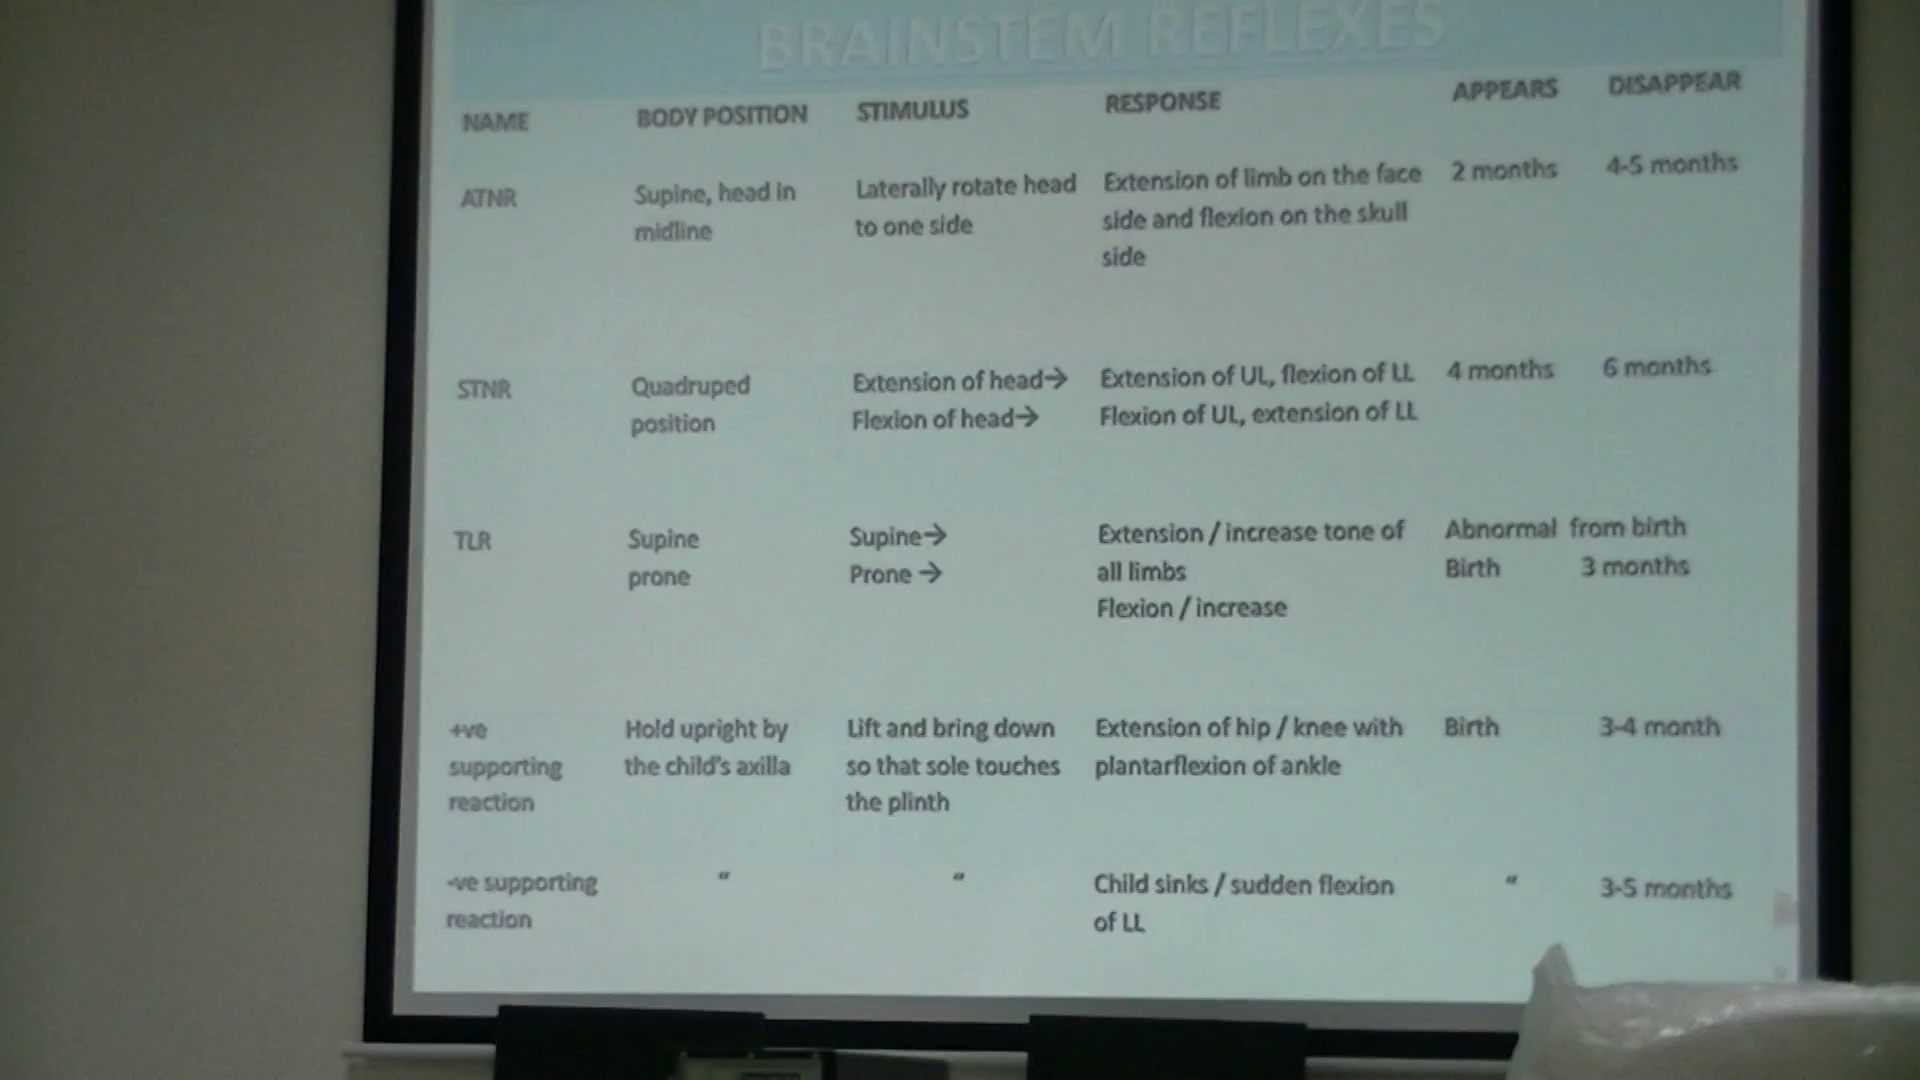 BRAINSTEM REFLEXES
NAME BODY POSITION STIMULUS RESPONSE APPEARS DISAPPEAR
ATNR Supine, head in Laterally rotate head Extension of limb on the face 2 months 4-5 months
midline to one side side and flexion on the skull
side
STNR Quadruped Extension of head→ Extension of UL, flexion of LL 4 months 6 months
position Flexion of head→ Flexion of UL, extension of LL
TLR Supine Supine→ Extension / increase tone of Abnormal from birth
prone Prone → all limbs Birth 3 months
Flexion / increase
+ve Hold upright by Lift and bring down Extension of hip / knee with Birth 3-4 month
supporting the child's axilla so that sole touches plantarflexion of ankle
reaction the plinth
-ve supporting " " Child sinks / sudden flexion " 3-5 months
reaction of LL